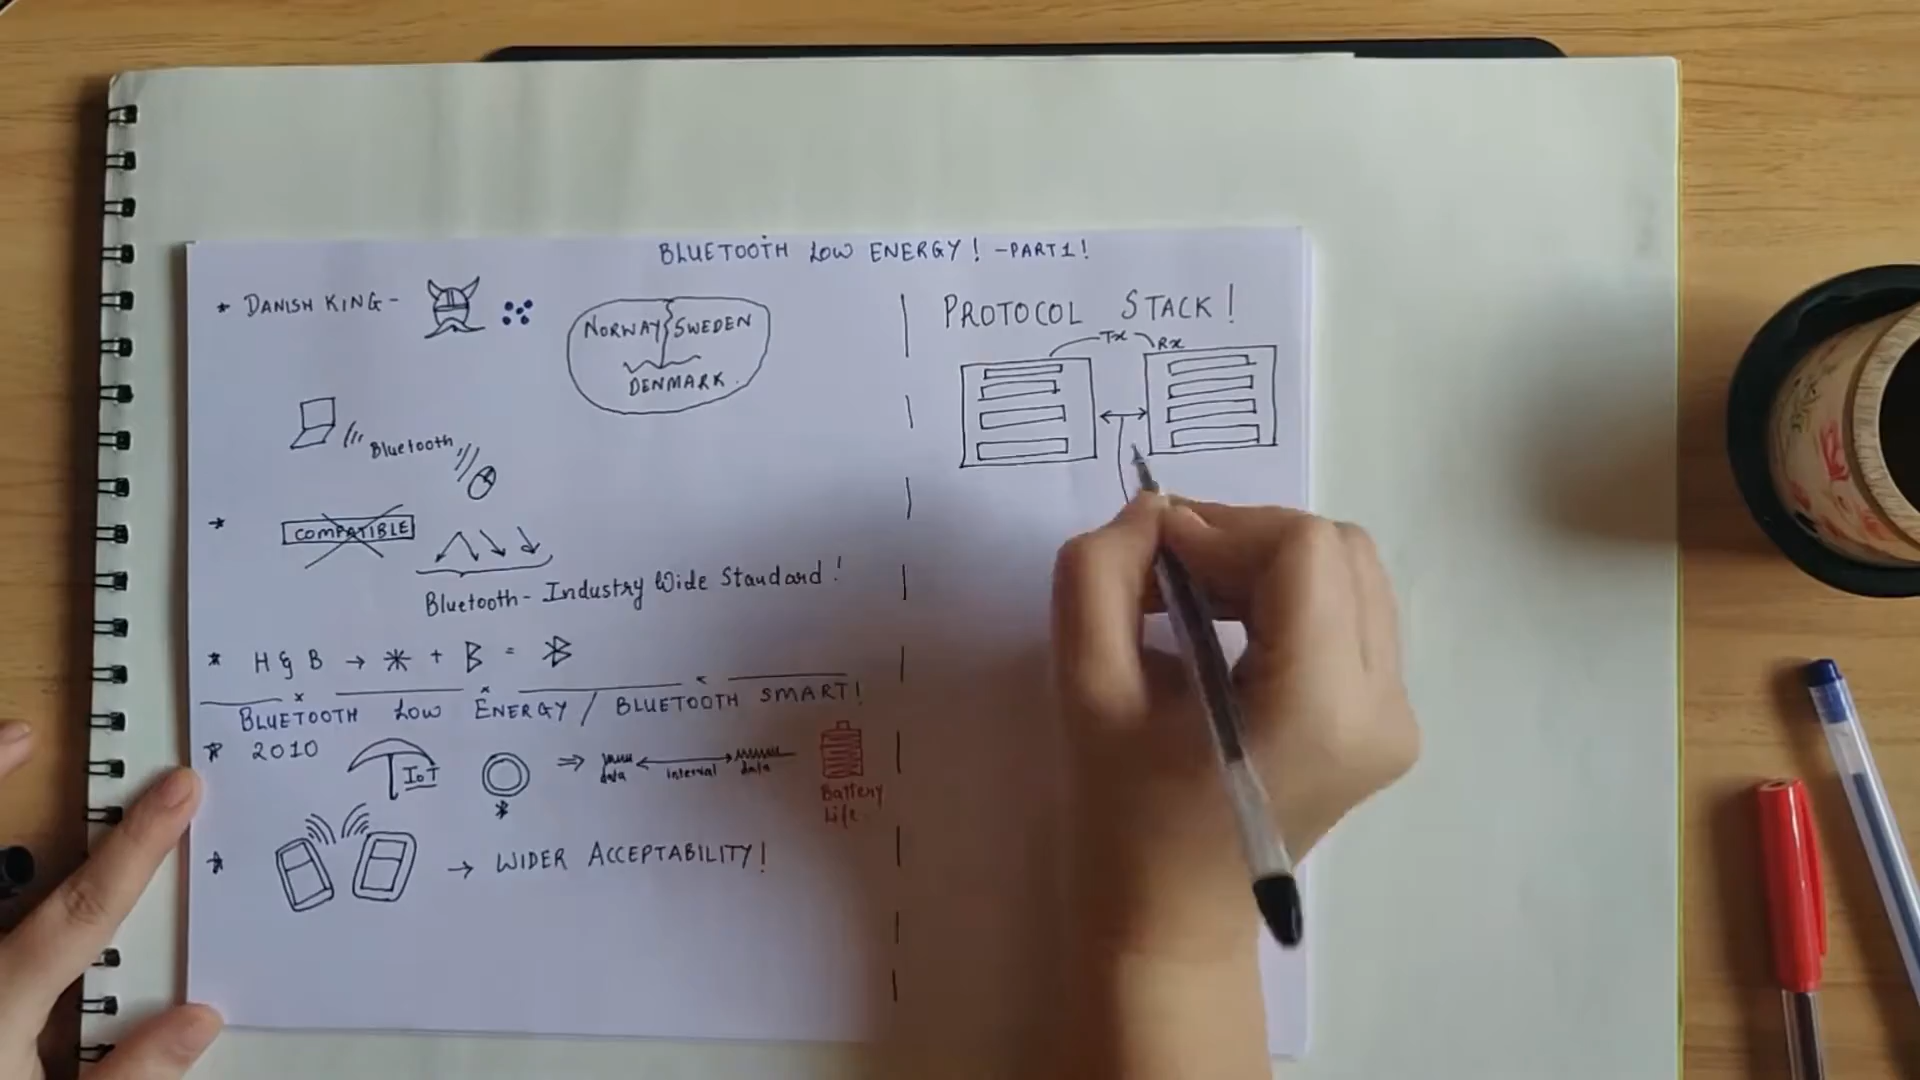 BLUETOOTH LOW ENERGY! -PART1!
* DANISH KING -
NORWAY SWEDEN
DENMARK.
Bluetooth
* COMPATIBLE
Bluetooth - Industry Wide Standard!
* H & B → * + B =
BLUETOOTH LOW ENERGY / BLUETOOTH SMART!
* 2010
IoT
⇒ data interval data
Battery
Life
* → WIDER ACCEPTABILITY!
PROTOCOL STACK!
Tx Rx